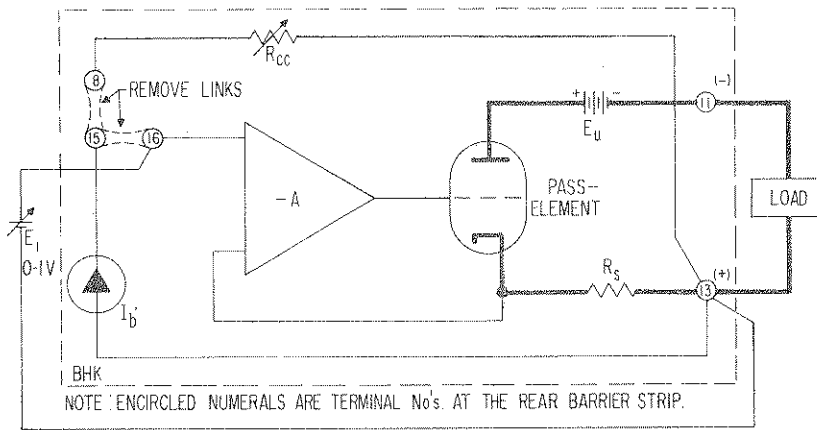 R_CC
8
REMOVE LINKS
15
16
+
-
(-)
11
E_u
-A
PASS-
ELEMENT
LOAD
E_1
0-1V
R_S
(+)
13
I_b'
BHK
NOTE: ENCIRCLED NUMERALS ARE TERMINAL No's. AT THE REAR BARRIER STRIP.